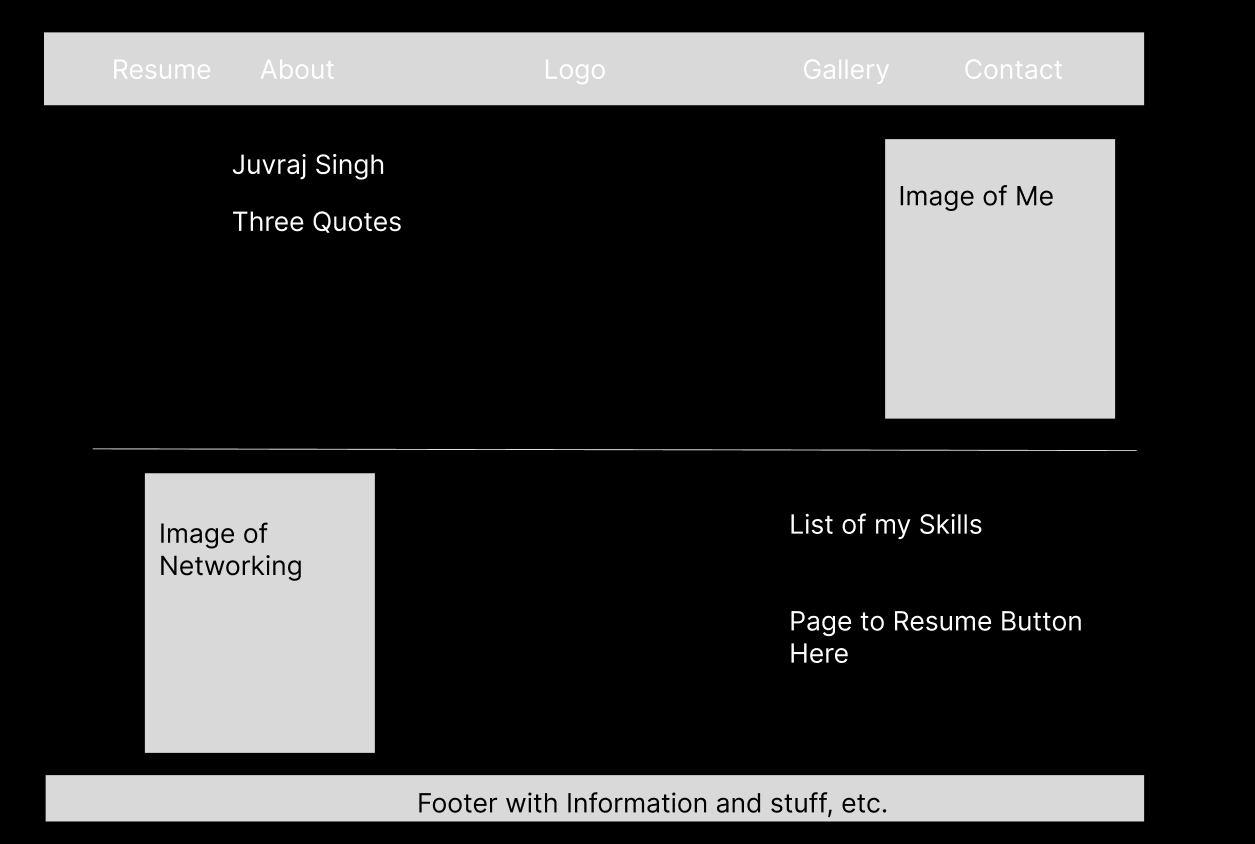 Resume About Logo Gallery Contact
Juvraj Singh
Three Quotes
Image of Me
Image of
Networking
List of my Skills
Page to Resume Button
Here
Footer with Information and stuff, etc.